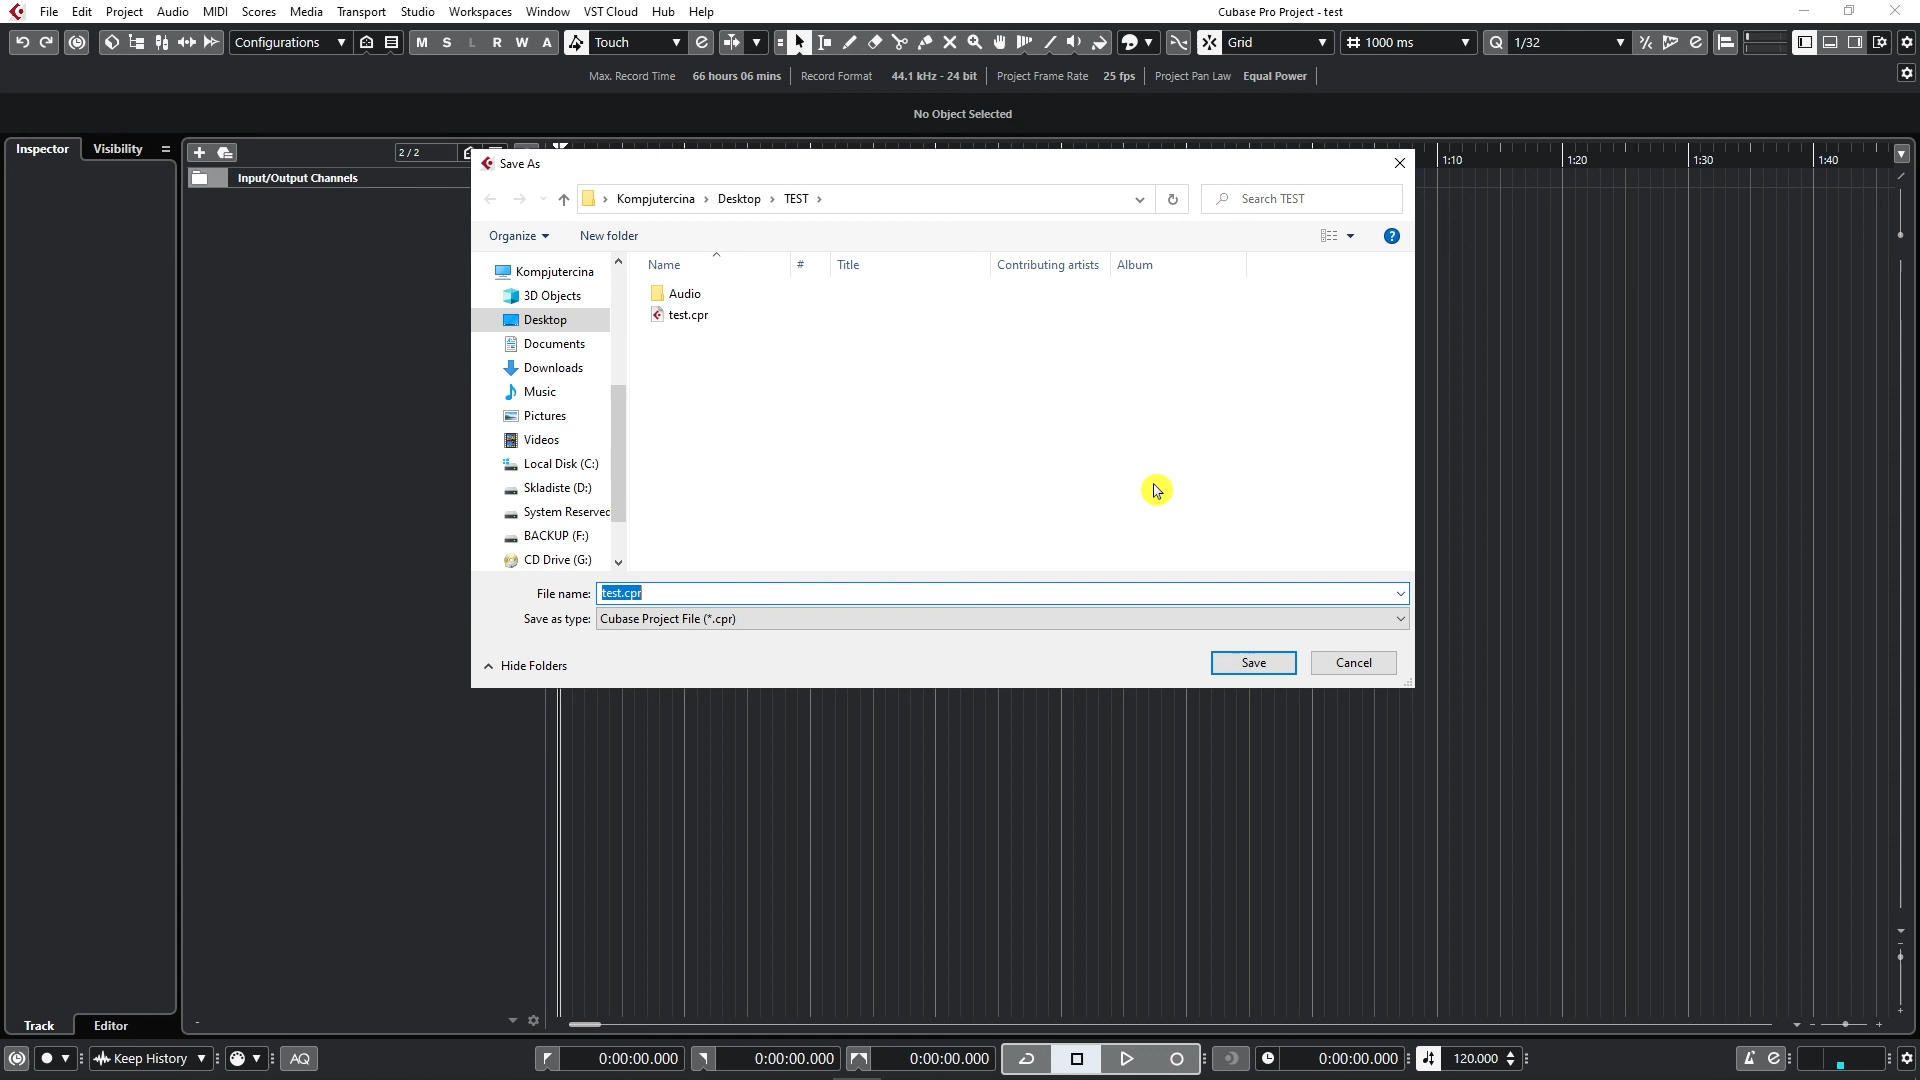 File Edit Project Audio MIDI Scores Media Transport Studio Workspaces Window VST Cloud Hub Help
Cubase Pro Project - test
Configurations M S L R W A Touch Grid 1000 ms 1/32
Max. Record Time 66 hours 06 mins Record Format 44.1 kHz - 24 bit Project Frame Rate 25 fps Project Pan Law Equal Power
No Object Selected
Inspector Visibility
2 / 2
Input/Output Channels
1:10 1:20 1:30 1:40
Save As
Kompjutercina Desktop TEST
Search TEST
Organize New folder
Name # Title Contributing artists Album
Kompjutercina
3D Objects
Desktop
Documents
Downloads
Music
Pictures
Videos
Local Disk (C:)
Skladiste (D:)
System Reserved
BACKUP (F:)
CD Drive (G:)
Audio
test.cpr
File name: test.cpr
Save as type: Cubase Project File (*.cpr)
Hide Folders
Save Cancel
Track Editor
Keep History AQ 0:00:00.000 0:00:00.000 0:00:00.000 0:00:00.000 120.000